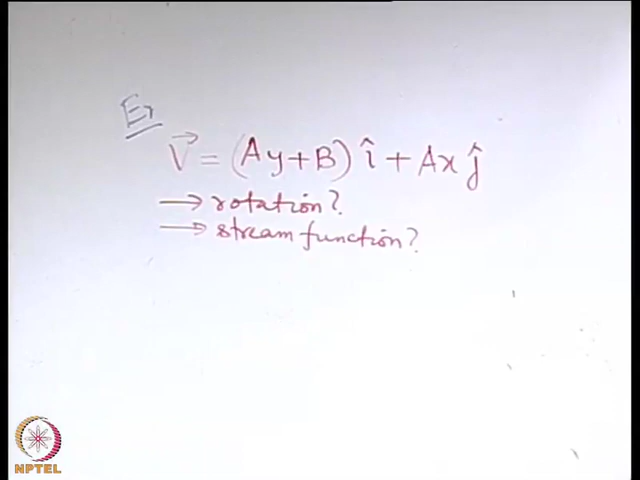 Ex
V⃗ = (Ay + B) î + Ax ĵ
→ rotation?
→ stream function?
NPTEL